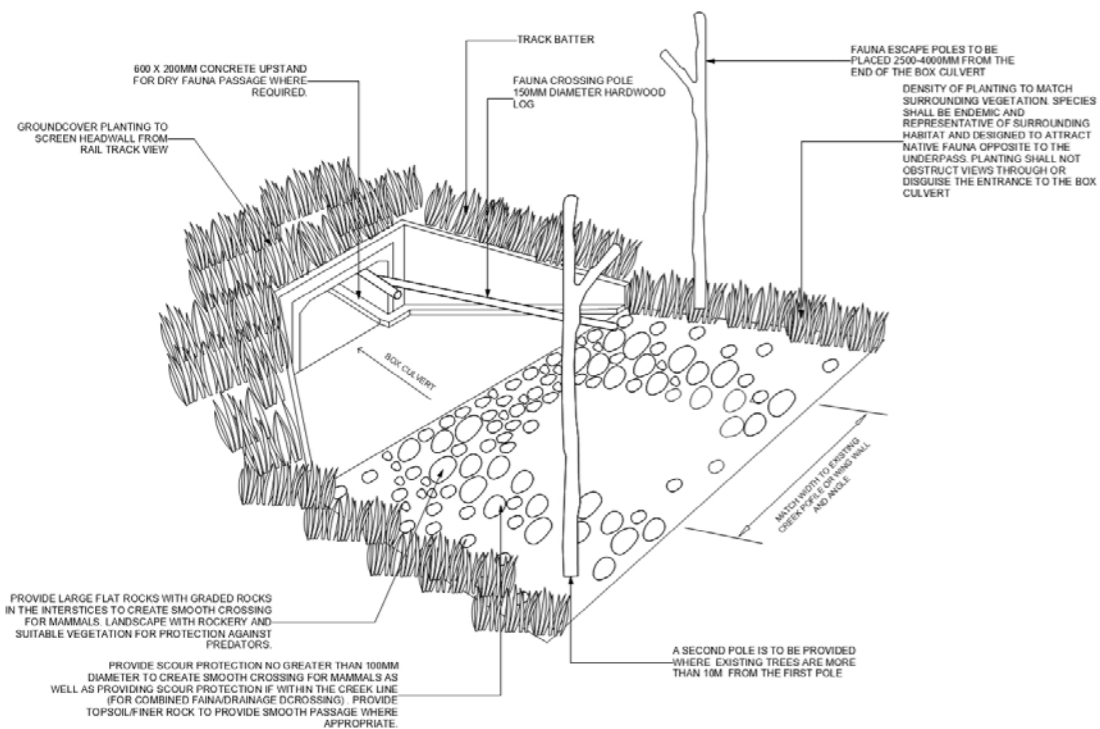 TRACK BATTER
600 X 200MM CONCRETE UPSTAND
FOR DRY FAUNA PASSAGE WHERE
REQUIRED.
FAUNA CROSSING POLE
150MM DIAMETER HARDWOOD
LOG
FAUNA ESCAPE POLES TO BE
PLACED 2500-4000MM FROM THE
END OF THE BOX CULVERT
DENSITY OF PLANTING TO MATCH
SURROUNDING VEGETATION. SPECIES
SHALL BE ENDEMIC AND
REPRESENTATIVE OF SURROUNDING
HABITAT AND DESIGNED TO ATTRACT
NATIVE FAUNA OPPOSITE TO THE
UNDERPASS. PLANTING SHALL NOT
OBSTRUCT VIEWS THROUGH OR
DISGUISE THE ENTRANCE TO THE BOX
CULVERT
GROUNDCOVER PLANTING TO
SCREEN HEADWALL FROM
RAIL TRACK VIEW
BOX CULVERT
MATCH WIDTH TO EXISTING
CREEK POFILE OR WING WALL
AND ANGLE
PROVIDE LARGE FLAT ROCKS WITH GRADED ROCKS
IN THE INTERSTICES TO CREATE SMOOTH CROSSING
FOR MAMMALS. LANDSCAPE WITH ROCKERY AND
SUITABLE VEGETATION FOR PROTECTION AGAINST
PREDATORS.
PROVIDE SCOUR PROTECTION NO GREATER THAN 100MM
DIAMETER TO CREATE SMOOTH CROSSING FOR MAMMALS AS
WELL AS PROVIDING SCOUR PROTECTION IF WITHIN THE CREEK LINE
(FOR COMBINED FAINA/DRAINAGE DCROSSING) . PROVIDE
TOPSOIL/FINER ROCK TO PROVIDE SMOOTH PASSAGE WHERE
APPROPRIATE.
A SECOND POLE IS TO BE PROVIDED
WHERE EXISTING TREES ARE MORE
THAN 10M FROM THE FIRST POLE